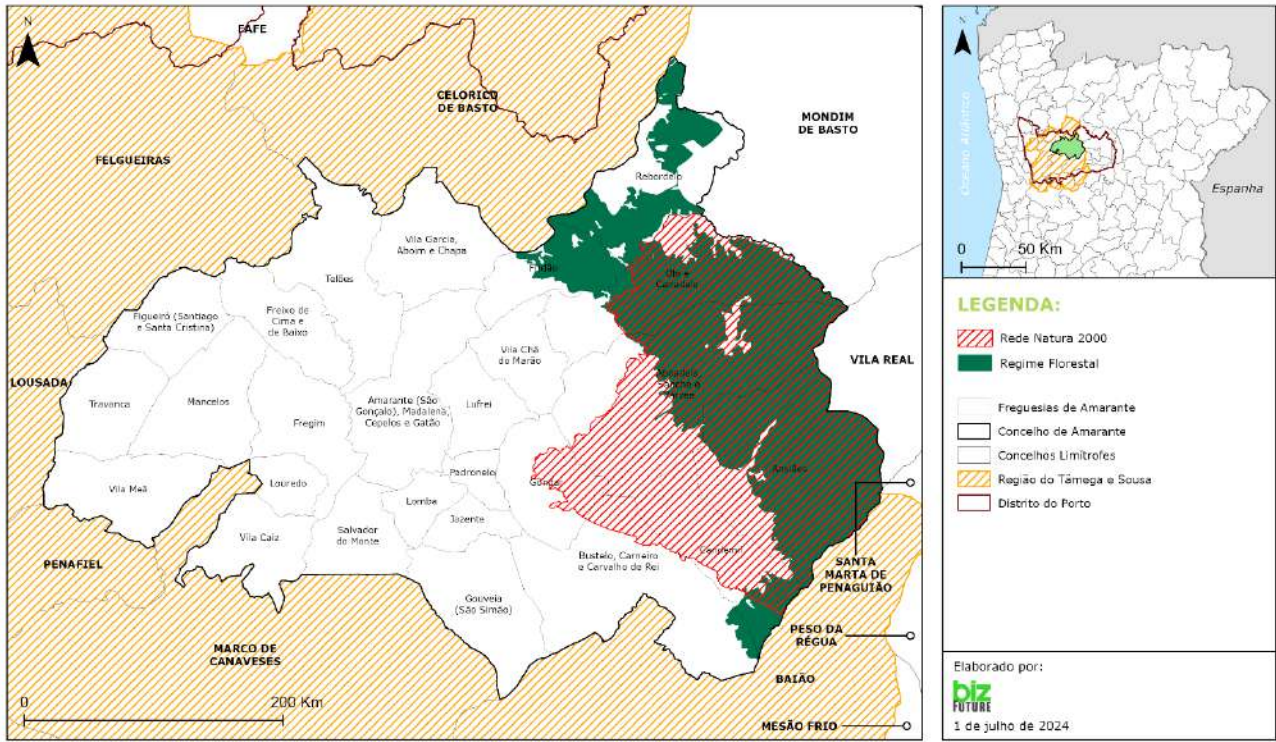 N
FAFE
CELORICO
DE BASTO
MONDIM
DE BASTO
FELGUEIRAS
Rebordelo
Vila Garcia,
Aboim e Chapa
Fridão
Olo e
Canadelo
Telões
Figueiró (Santiago
e Santa Cristina)
Freixo de
Cima e
de Baixo
Vila Chã
do Marão
VILA REAL
LOUSADA
Travanca
Mancelos
Amarante (São
Gonçalo), Madalena,
Cepelos e Gatão
Lufrei
Fregim
Ansiães
Padronelo
Gondar
Vila Meã
Louredo
Lomba
Jazente
Vila Caiz
Salvador
do Monte
Bustelo, Carneiro
e Carvalho de Rei
Candemil
PENAFIEL
SANTA
MARTA DE
PENAGUIÃO
Gouveia
(São Simão)
PESO DA
RÉGUA
MARCO DE
CANAVESES
BAIÃO
MESÃO FRIO
0
200 Km
N
Oceano Atlântico
Espanha
0
50 Km
LEGENDA:
Rede Natura 2000
Regime Florestal
Freguesias de Amarante
Concelho de Amarante
Concelhos Limítrofes
Região do Tâmega e Sousa
Distrito do Porto
Elaborado por:
biz
FUTURE
1 de julho de 2024